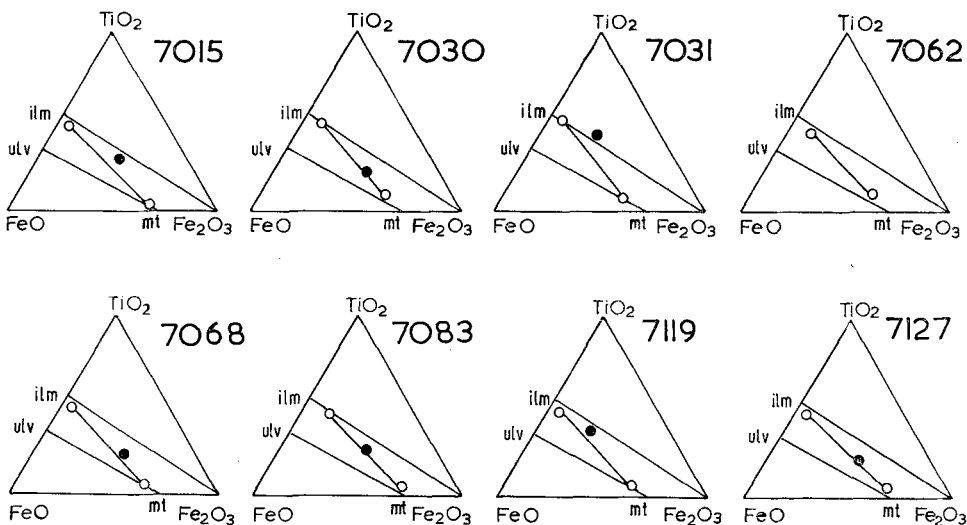 TiO₂ 7015
ilm
ulv
FeO mt Fe₂O₃
TiO₂ 7030
ilm
ulv
FeO mt Fe₂O₃
TiO₂ 7031
ilm
ulv
FeO mt Fe₂O₃
TiO₂ 7062
ilm
ulv
FeO mt Fe₂O₃
TiO₂ 7068
ilm
ulv
FeO mt Fe₂O₃
TiO₂ 7083
ilm
ulv
FeO mt Fe₂O₃
TiO₂ 7119
ilm
ulv
FeO mt Fe₂O₃
TiO₂ 7127
ilm
ulv
FeO mt Fe₂O₃